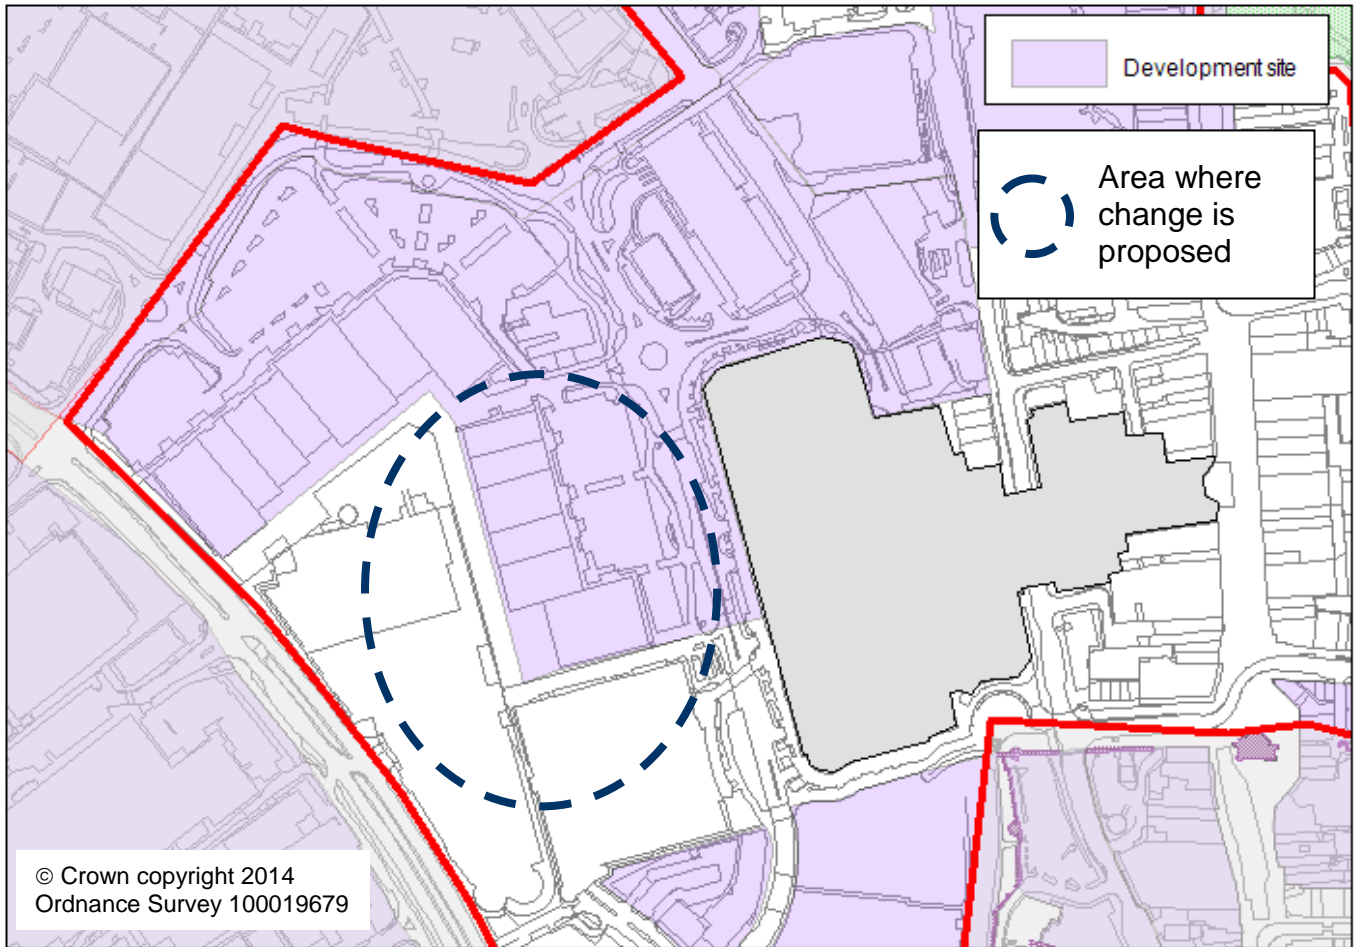 Development site
Area where
change is
proposed
© Crown copyright 2014
Ordnance Survey 100019679